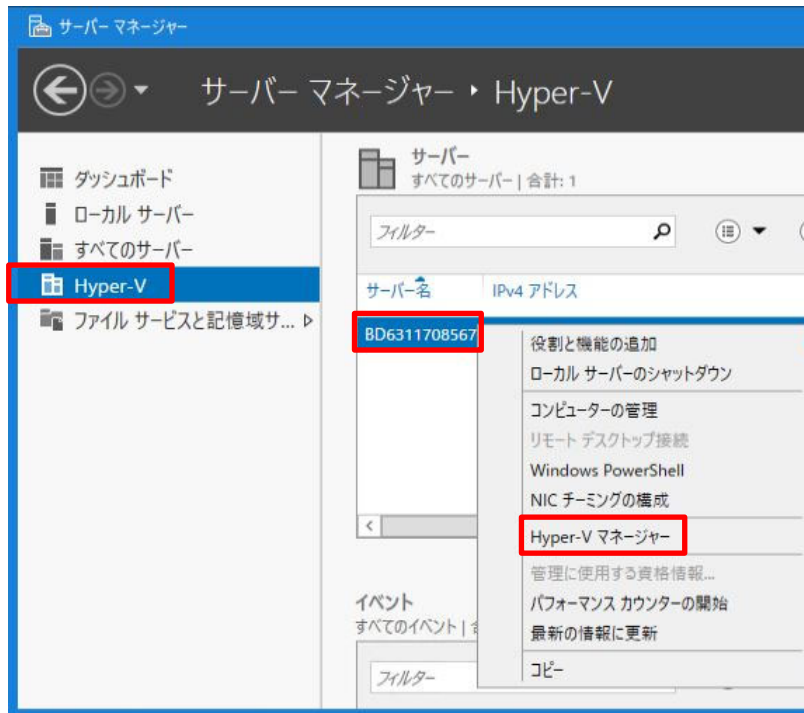 サーバー マネージャー
サーバー マネージャー ‣ Hyper-V
ダッシュボード
ローカル サーバー
すべてのサーバー
Hyper-V
ファイル サービスと記憶域サ...
サーバー
すべてのサーバー | 合計: 1
フィルター
サーバー名 IPv4 アドレス
BD6311708567
役割と機能の追加
ローカル サーバーのシャットダウン
コンピューターの管理
リモート デスクトップ接続
Windows PowerShell
NIC チーミングの構成
Hyper-V マネージャー
管理に使用する資格情報...
パフォーマンス カウンターの開始
最新の情報に更新
コピー
イベント
すべてのイベント |
フィルター